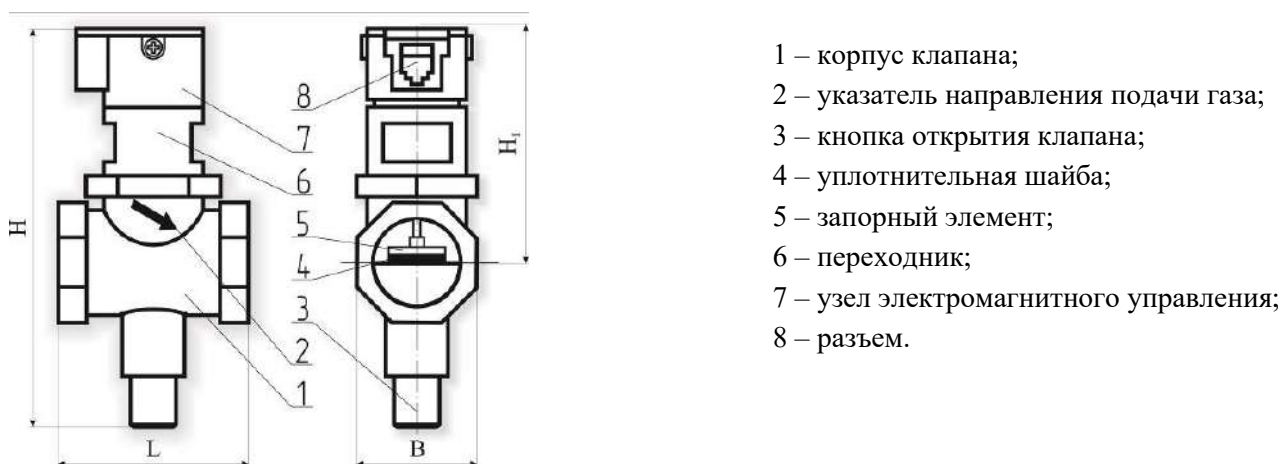 H
L
B
H₁
8
7
6
5
4
3
2
1
1 – корпус клапана;
2 – указатель направления подачи газа;
3 – кнопка открытия клапана;
4 – уплотнительная шайба;
5 – запорный элемент;
6 – переходник;
7 – узел электромагнитного управления;
8 – разъем.